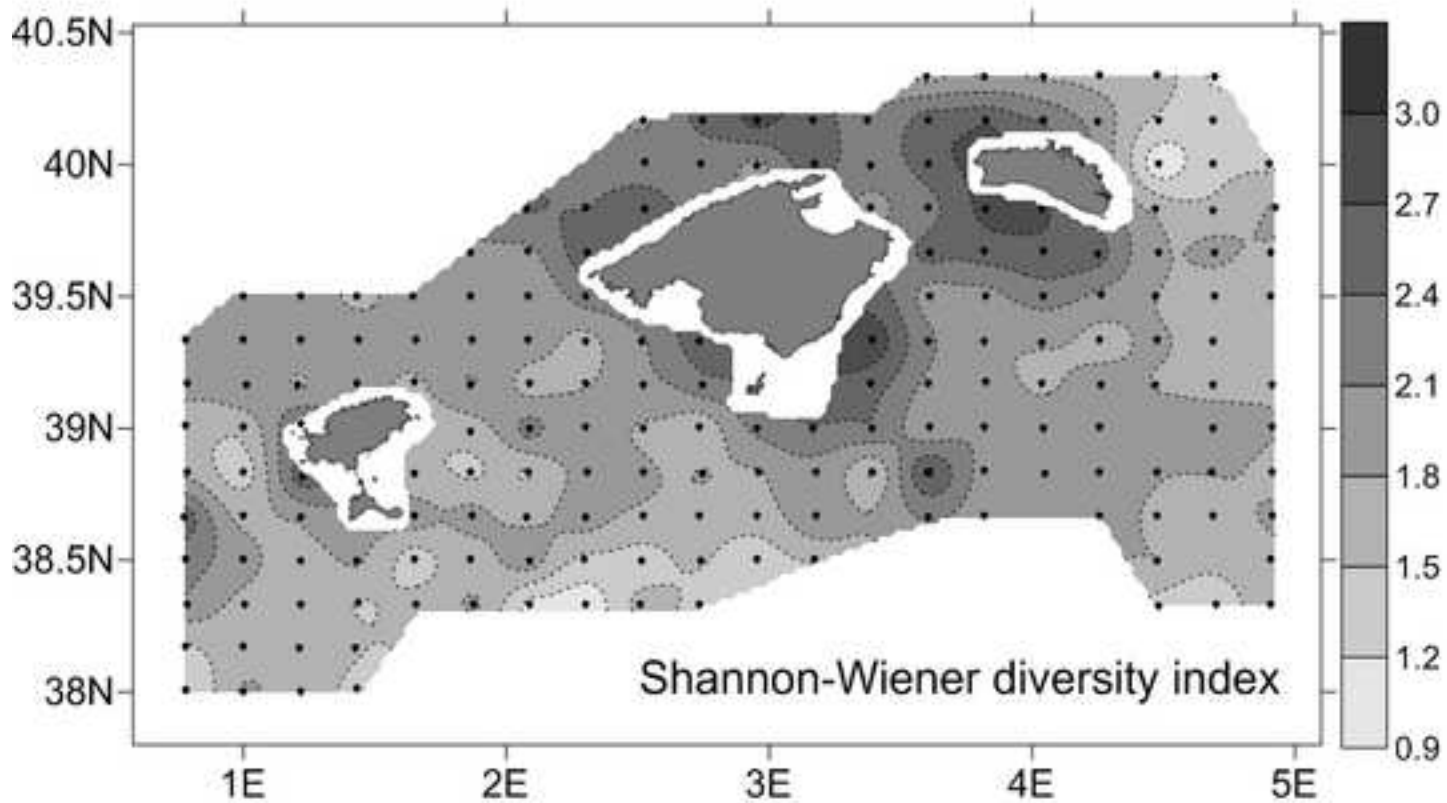 40.5N
40N
39.5N
39N
38.5N
38N
1E
2E
3E
4E
5E
Shannon-Wiener diversity index
3.0
2.7
2.4
2.1
1.8
1.5
1.2
0.9